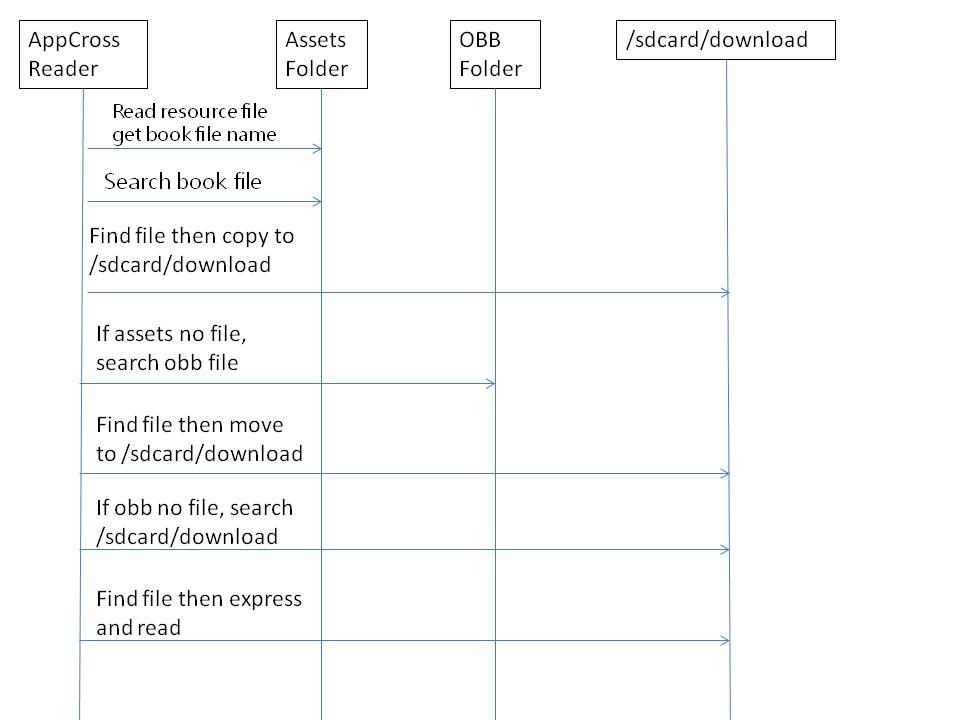 AppCross
Reader
Assets
Folder
OBB
Folder
/sdcard/download
Read resource file
get book file name
Search book file
Find file then copy to
/sdcard/download
If assets no file,
search obb file
Find file then move
to /sdcard/download
If obb no file, search
/sdcard/download
Find file then express
and read